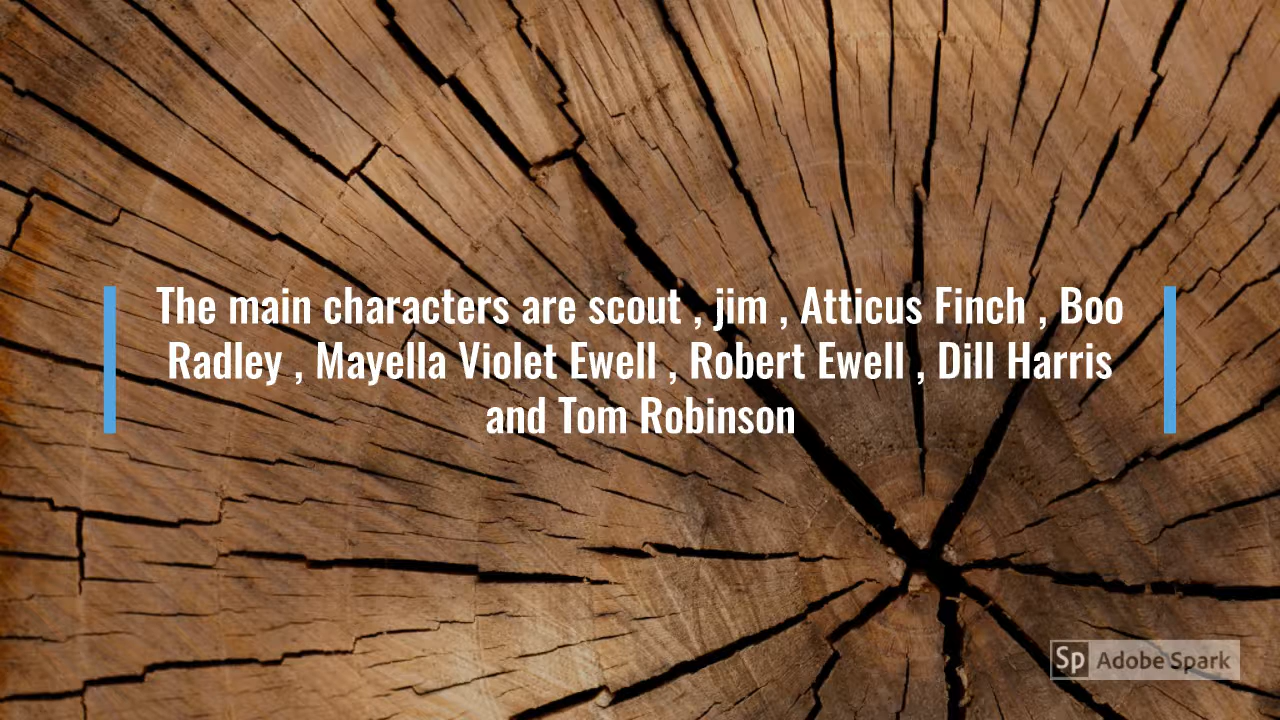 The main characters are scout , jim , Atticus Finch , Boo
Radley , Mayella Violet Ewell , Robert Ewell , Dill Harris
and Tom Robinson
Sp Adobe Spark